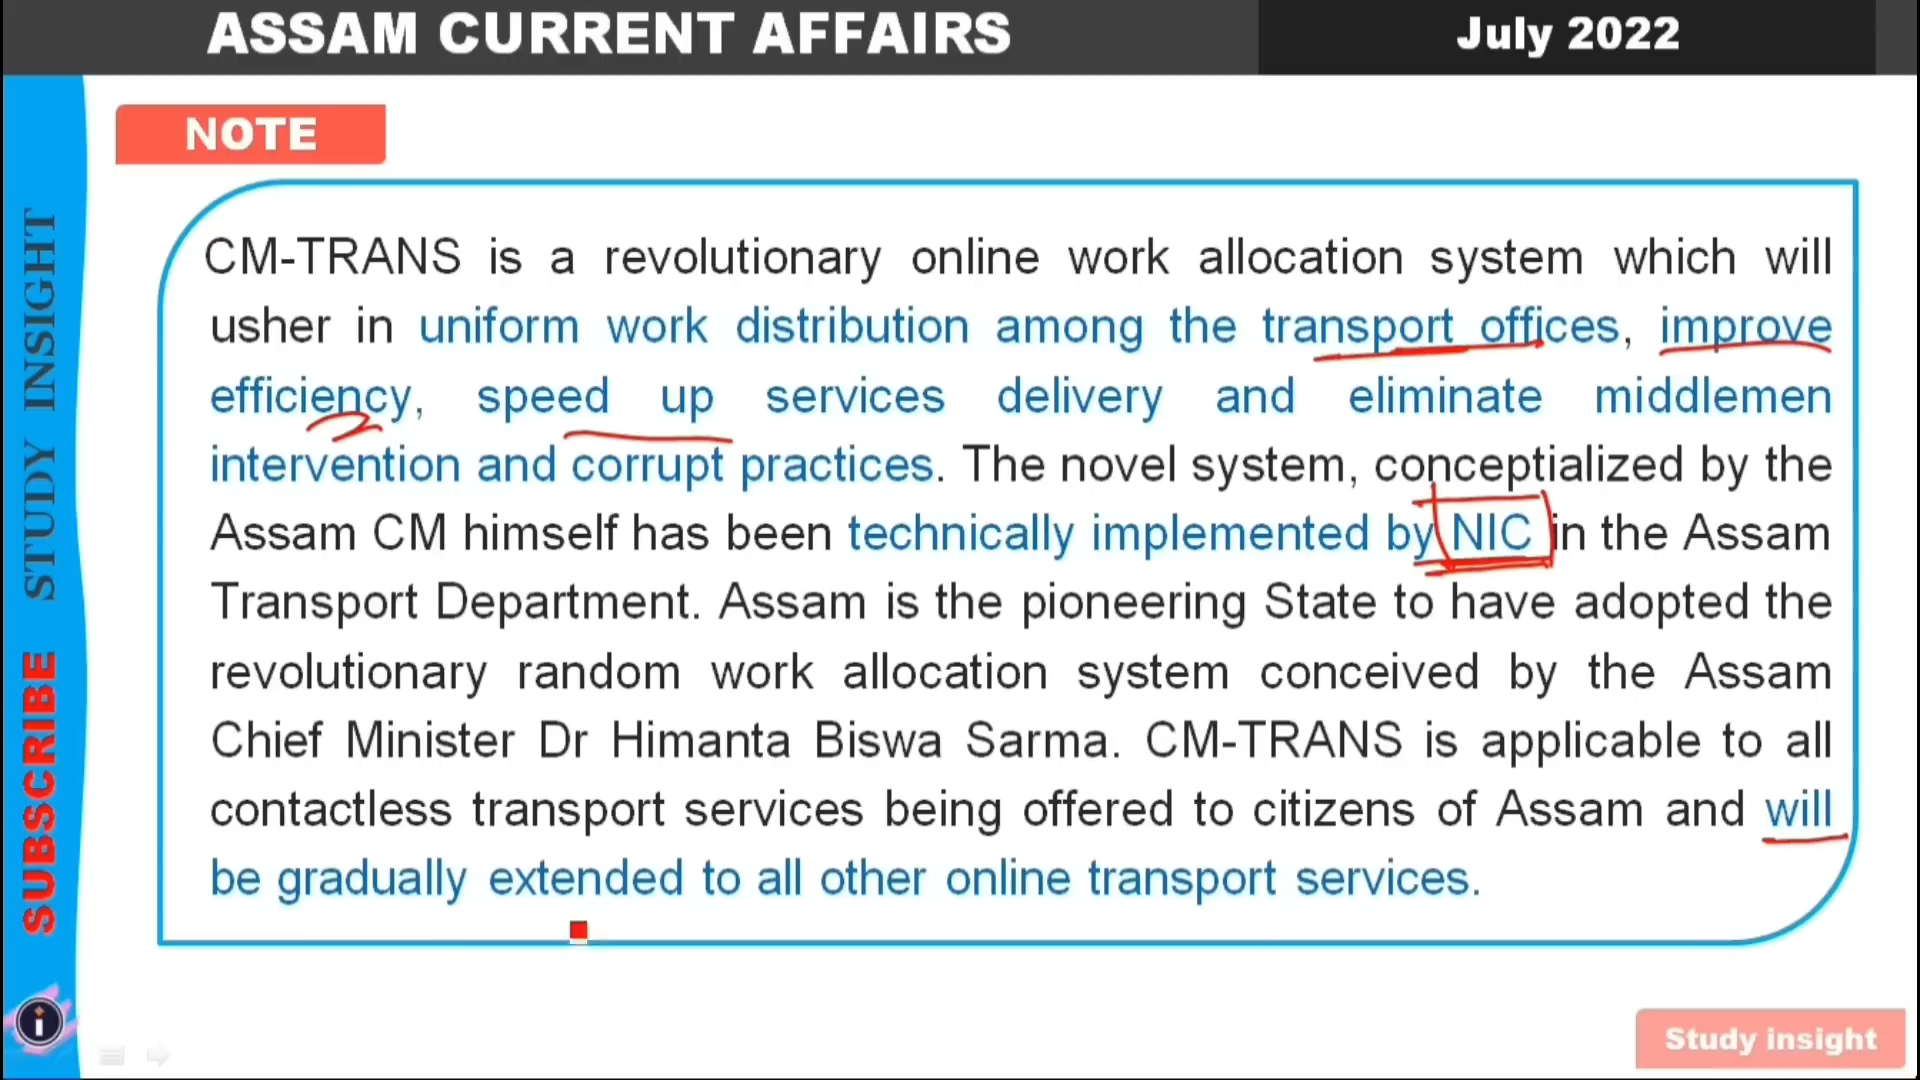 ASSAM CURRENT AFFAIRS
July 2022
NOTE
CM-TRANS is a revolutionary online work allocation system which will
usher in uniform work distribution among the transport offices, improve
efficiency, speed up services delivery and eliminate middlemen
intervention and corrupt practices. The novel system, conceptialized by the
Assam CM himself has been technically implemented by NIC in the Assam
Transport Department. Assam is the pioneering State to have adopted the
revolutionary random work allocation system conceived by the Assam
Chief Minister Dr Himanta Biswa Sarma. CM-TRANS is applicable to all
contactless transport services being offered to citizens of Assam and will
be gradually extended to all other online transport services.
SUBSCRIBE STUDY INSIGHT
i
Study insight